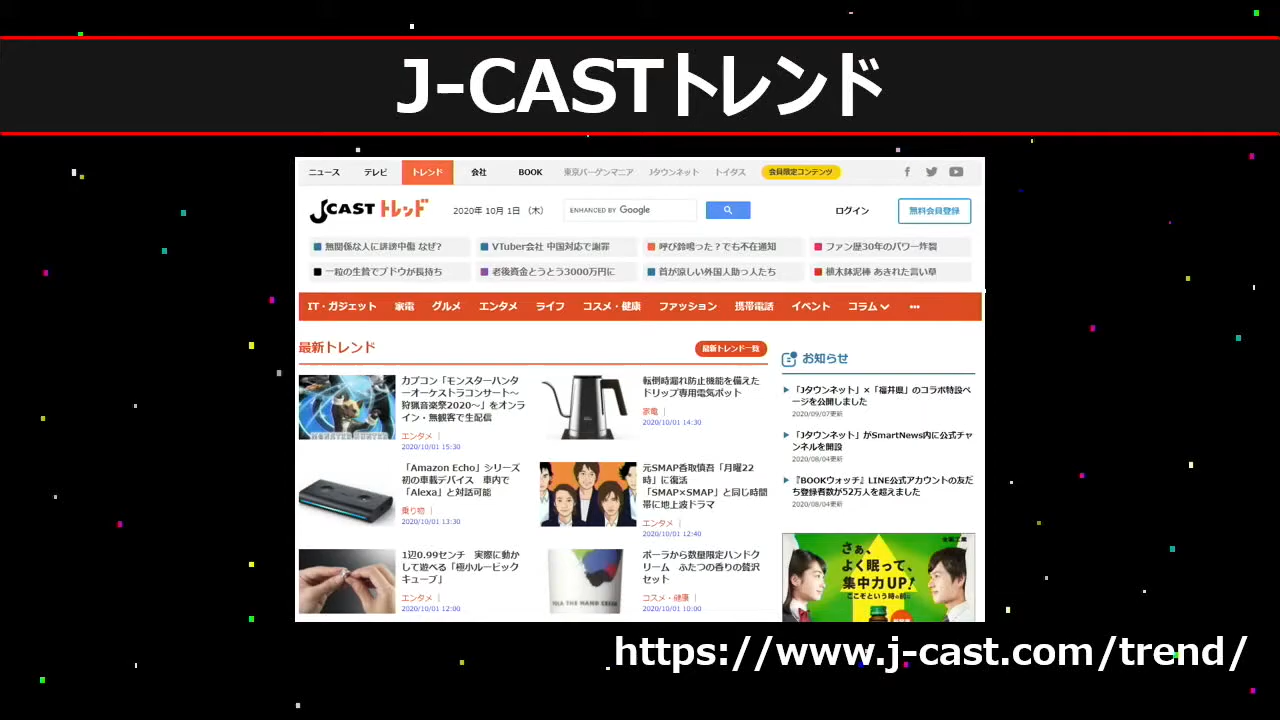 J-CASTトレンド
ニュース テレビ トレンド 会社 BOOK 東京バーゲンマニア Jタウンネット トイダス 会員限定コンテンツ
J CAST トレンド 2020年 10月 1日 （木） ENHANCED BY Google ログイン 無料会員登録
無関係な人に誹謗中傷 なぜ? VTuber会社 中国対応で謝罪 呼び鈴鳴った？でも不在通知 ファン歴30年のパワー炸裂
一粒の生鈴でブドウが長持ち 老後資金とうとう3000万円に 首が涼しい外国人助っ人たち 植木鉢泥棒 あきれた言い草
IT・ガジェット 家電 グルメ エンタメ ライフ コスメ・健康 ファッション 携帯電話 イベント コラム
最新トレンド 最新トレンド一覧
カプコン「モンスターハンタ
ーオーケストラコンサート～
狩猟音楽祭2020～」をオンラ
イン・無観客で生配信
エンタメ
2020/10/01 15:30
転倒時漏れ防止機能を備えた
ドリップ専用電気ポット
家電
2020/10/01 14:30
「Amazon Echo」シリーズ
初の車載デバイス 車内で
「Alexa」と対話可能
乗り物
2020/10/01 13:30
元SMAP香取慎吾「月曜22
時」に復活
「SMAP×SMAP」と同じ時間
帯に地上波ドラマ
エンタメ
2020/10/01 12:40
1辺0.99センチ 実際に動か
して遊べる「極小ルービック
キューブ」
エンタメ
2020/10/01 12:00
ポーラから数量限定ハンドク
リーム ふたつの香りの贅沢
セット
コスメ・健康
2020/10/01 10:00
お知らせ
「Jタウンネット」×「福井県」のコラボ特設ペ
ージを公開しました
2020/09/07更新
「Jタウンネット」がSmartNews内に公式チャ
ンネルを開設
2020/08/04更新
『BOOKウォッチ』LINE公式アカウントの友だ
ち登録者数が52万人を超えました
2020/08/04更新
さぁ、
よく眠って、
集中力UP!
ここぞという時の前に
https://www.j-cast.com/trend/